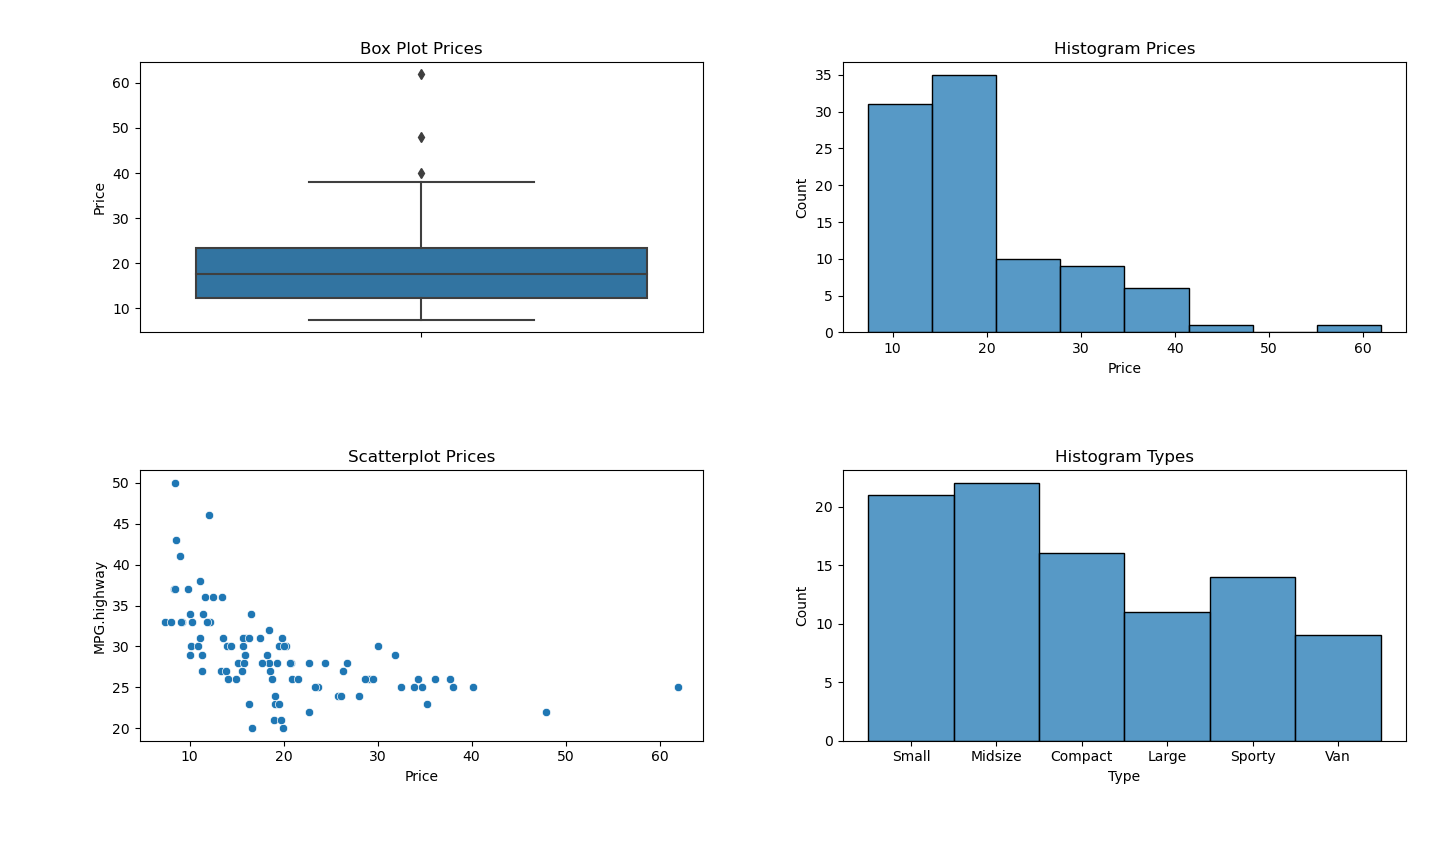 Box Plot Prices
60
50
40
30
20
10
Price
Histogram Prices
35
30
25
20
15
10
5
0
Count
10 20 30 40 50 60
Price
Scatterplot Prices
50
45
40
35
30
25
20
MPG.highway
10 20 30 40 50 60
Price
Histogram Types
20
15
10
5
0
Count
Small Midsize Compact Large Sporty Van
Type